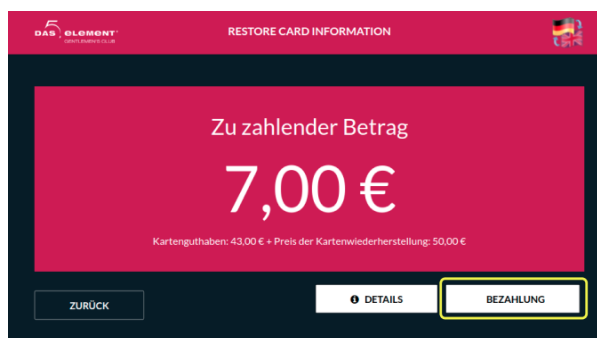 5
DAS element
GENTLEMEN'S CLUB
RESTORE CARD INFORMATION
Zu zahlender Betrag
7,00 €
Kartenguthaben: 43,00 € + Preis der Kartenwiederherstellung: 50,00 €
ZURÜCK
DETAILS
BEZAHLUNG